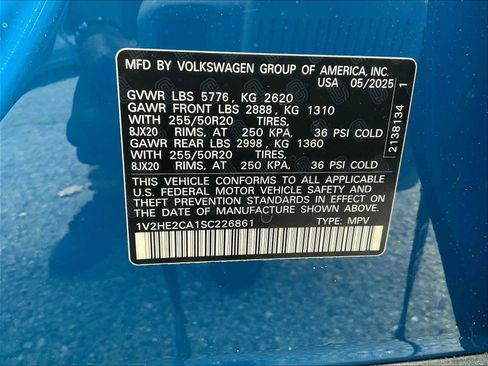 MFD BY VOLKSWAGEN GROUP OF AMERICA, INC.
USA 05/2025
GVWR LBS 5776, KG 2620
GAWR FRONT LBS 2888, KG 1310
WITH 255/50R20 TIRES,
8JX20 RIMS, AT 250 KPA, 36 PSI COLD
GAWR REAR LBS 2998, KG 1360
WITH 255/50R20 TIRES,
8JX20 RIMS, AT 250 KPA, 36 PSI COLD
THIS VEHICLE CONFORMS TO ALL APPLICABLE
U.S. FEDERAL MOTOR VEHICLE SAFETY AND
THEFT PREVENTION STANDARDS IN EFFECT ON
THE DATE OF MANUFACTURE SHOWN ABOVE.
1V2HE2CA1SC226861 TYPE: MPV
2138134 1